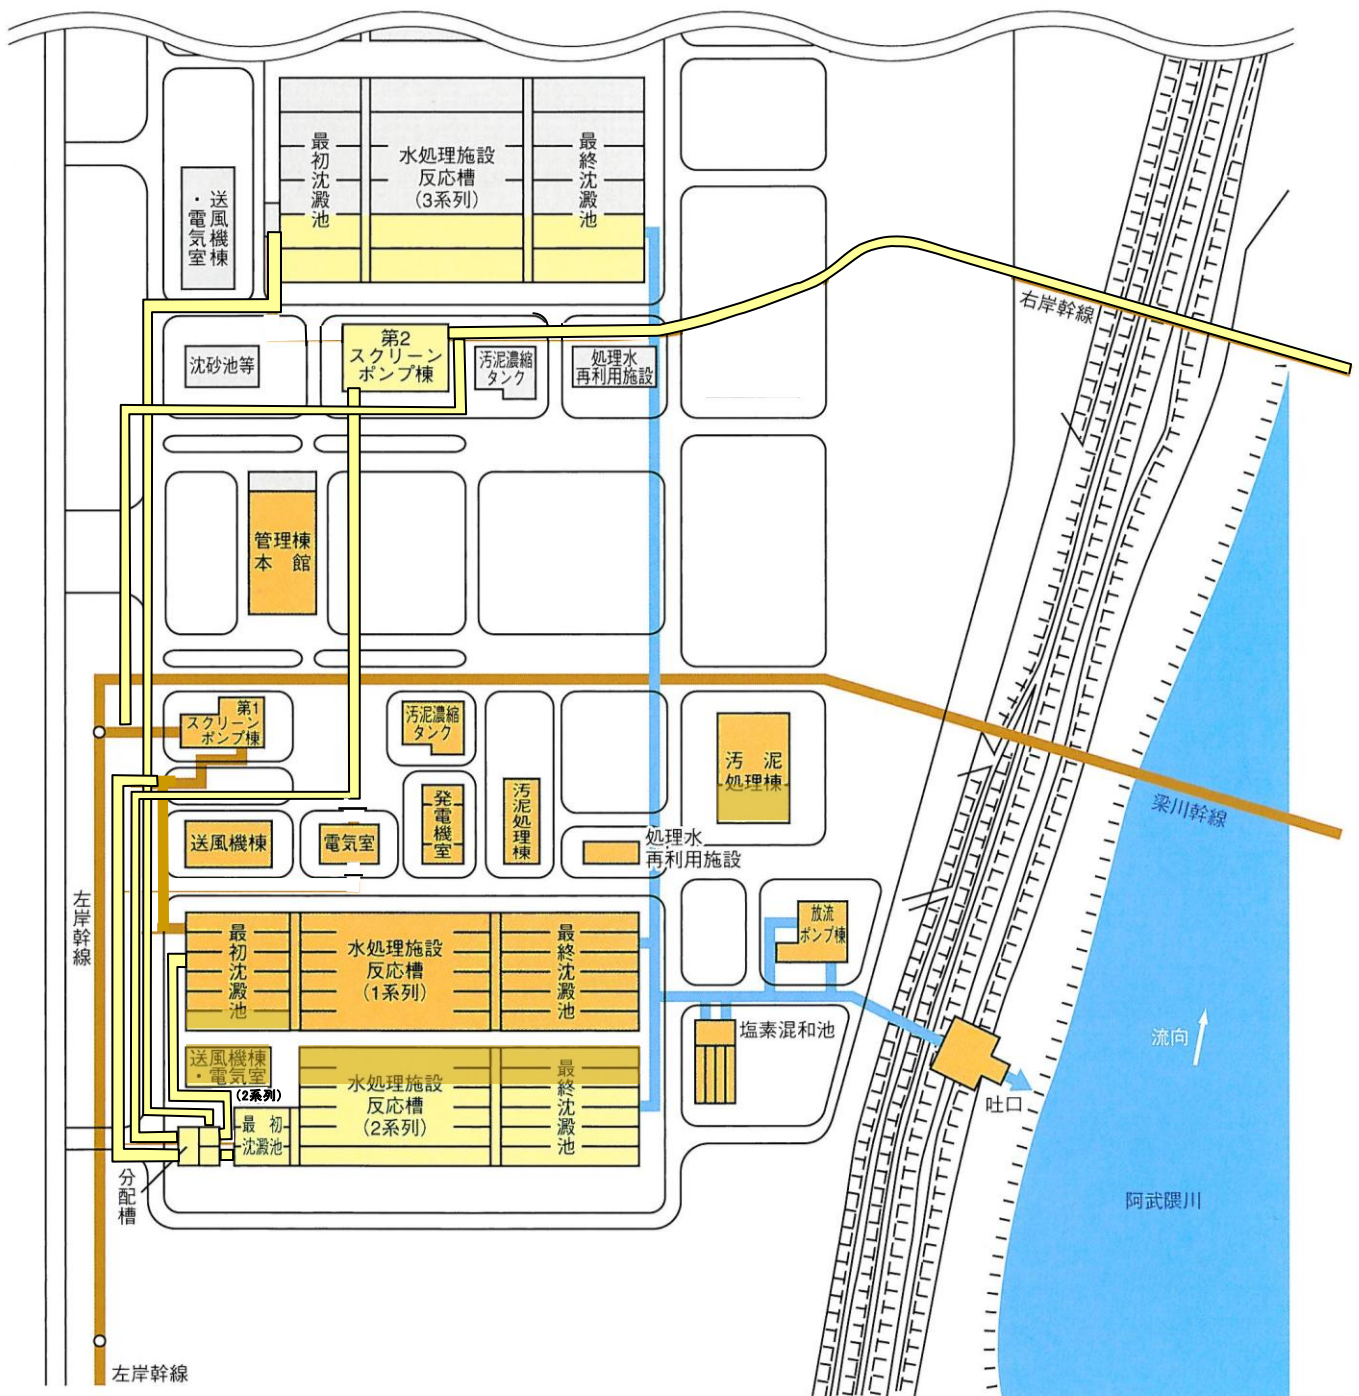 最初沈澱池
水処理施設
反応槽
(3系列)
最終沈澱池
送風機棟
・電気室
右岸幹線
第2
スクリーン
ポンプ棟
沈砂池等
汚泥濃縮
タンク
処理水
再利用施設
管理棟
本 館
第1
スクリーン
ポンプ棟
汚泥濃縮
タンク
汚 泥
処理棟
梁川幹線
発電機室
汚泥処理棟
送風機棟
電気室
処理水
再利用施設
左岸幹線
最初沈澱池
水処理施設
反応槽
(1系列)
最終沈澱池
放流
ポンプ棟
塩素混和池
流向
送風機棟
・電気室
(2系列)
水処理施設
反応槽
(2系列)
最終沈澱池
最 初
沈澱池
吐口
分配槽
阿武隈川
左岸幹線